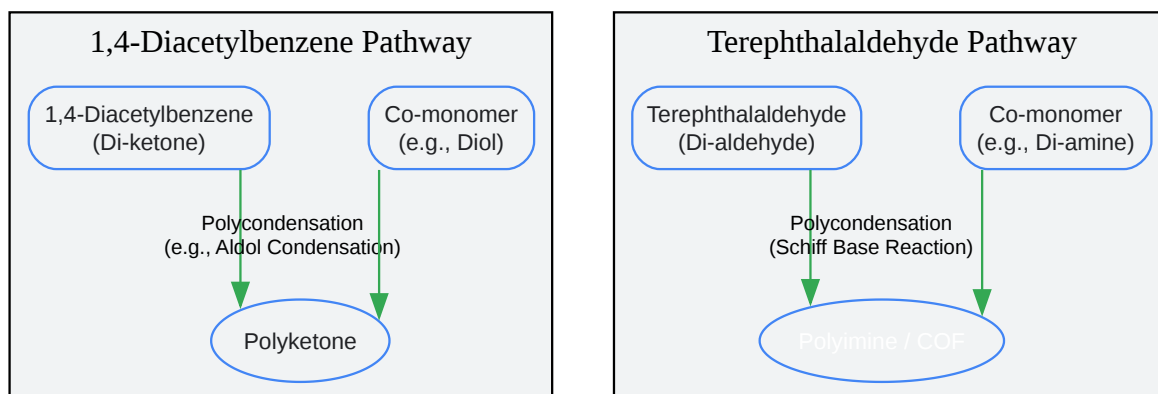 1,4-Diacetylbenzene Pathway
1,4-Diacetylbenzene
(Di-ketone)
Co-monomer
(e.g., Diol)
Polycondensation
(e.g., Aldol Condensation)
Polyketone
Terephthalaldehyde Pathway
Terephthalaldehyde
(Di-aldehyde)
Co-monomer
(e.g., Di-amine)
Polycondensation
(Schiff Base Reaction)
Polyimine / COF